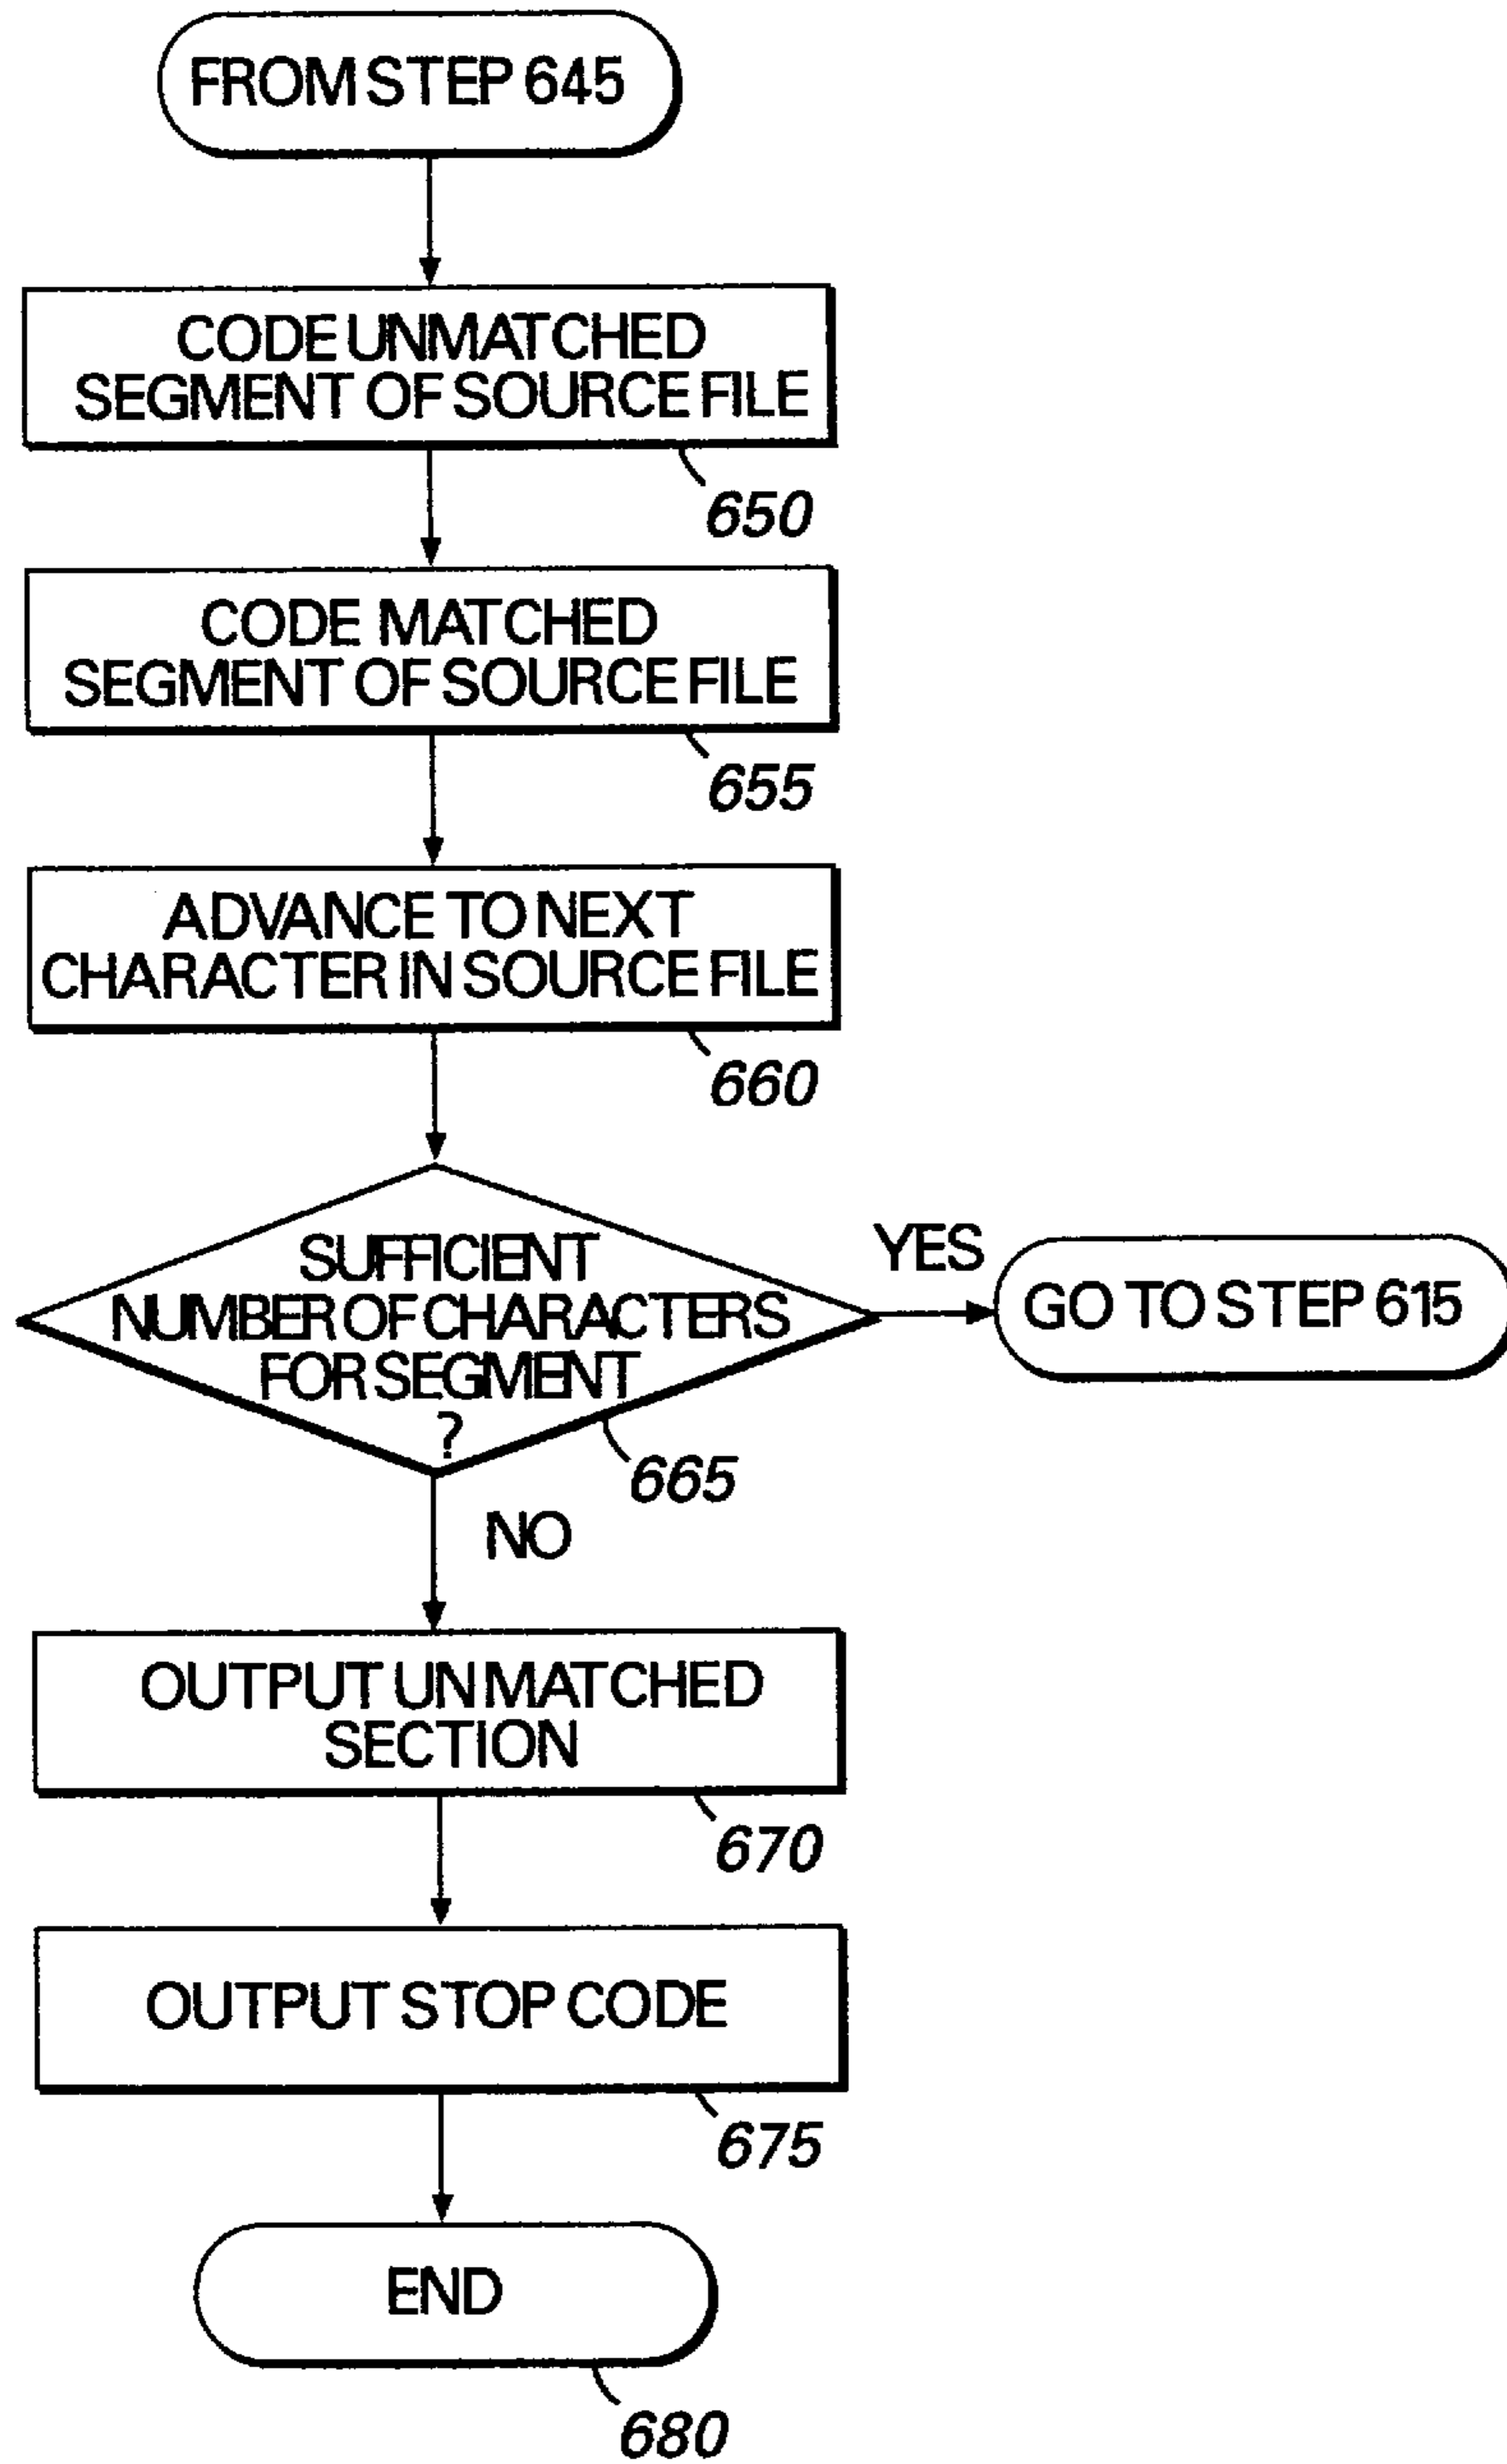 FROM STEP 645
CODE UNMATCHED
SEGMENT OF SOURCE FILE
650
CODE MATCHED
SEGMENT OF SOURCE FILE
655
ADVANCE TO NEXT
CHARACTER IN SOURCE FILE
660
SUFFICIENT
NUMBER OF CHARACTERS
FOR SEGMENT
?
665
YES
GO TO STEP 615
NO
OUTPUT UNMATCHED
SECTION
670
OUTPUT STOP CODE
675
END
680